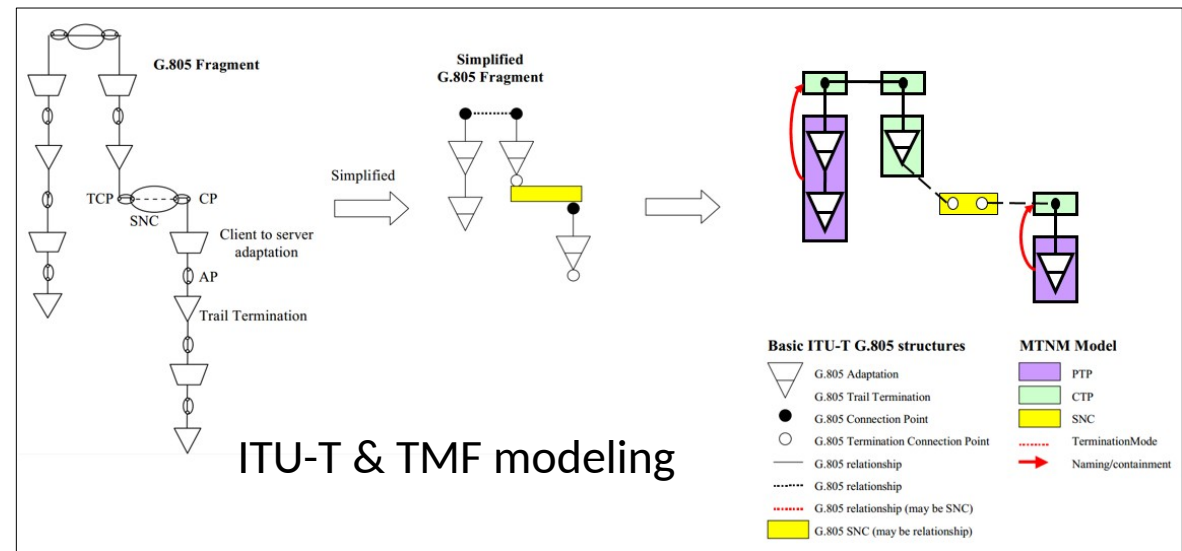 G.805 Fragment
TCP
CP
SNC
Client to server
adaptation
AP
Trail Termination
Simplified
Simplified
G.805 Fragment
ITU-T & TMF modeling
Basic ITU-T G.805 structures
G.805 Adaptation
G.805 Trail Termination
G.805 Connection Point
G.805 Termination Connection Point
G.805 relationship
G.805 relationship
G.805 relationship (may be SNC)
G.805 SNC (may be relationship)
MTNM Model
PTP
CTP
SNC
TerminationMode
Naming/containment